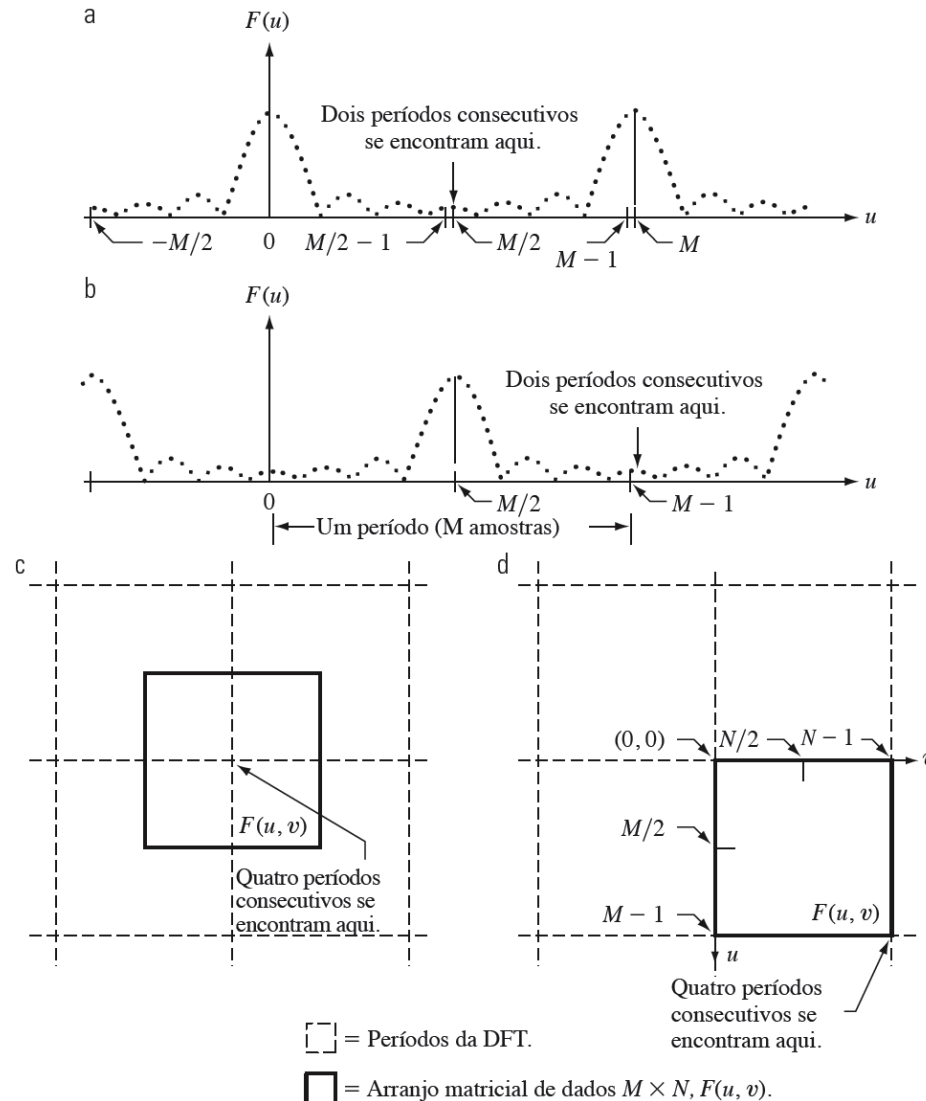 a
F(u)
Dois períodos consecutivos
se encontram aqui.
u
−M/2
0
M/2 − 1
M/2
M − 1
M
b
F(u)
Dois períodos consecutivos
se encontram aqui.
u
0
M/2
M − 1
Um período (M amostras)
c
F(u, v)
Quatro períodos
consecutivos se
encontram aqui.
d
(0, 0)
N/2
N − 1
M/2
M − 1
F(u, v)
u
Quatro períodos
consecutivos se
encontram aqui.
= Períodos da DFT.
= Arranjo matricial de dados M × N, F(u, v).